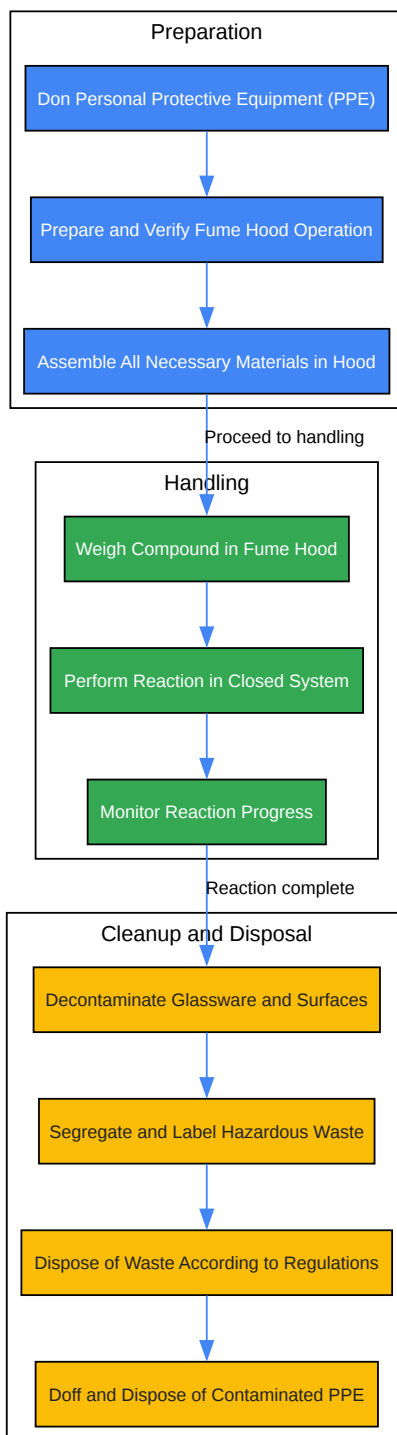 Preparation
Don Personal Protective Equipment (PPE)
Prepare and Verify Fume Hood Operation
Assemble All Necessary Materials in Hood
Proceed to handling
Handling
Weigh Compound in Fume Hood
Perform Reaction in Closed System
Monitor Reaction Progress
Reaction complete
Cleanup and Disposal
Decontaminate Glassware and Surfaces
Segregate and Label Hazardous Waste
Dispose of Waste According to Regulations
Doff and Dispose of Contaminated PPE